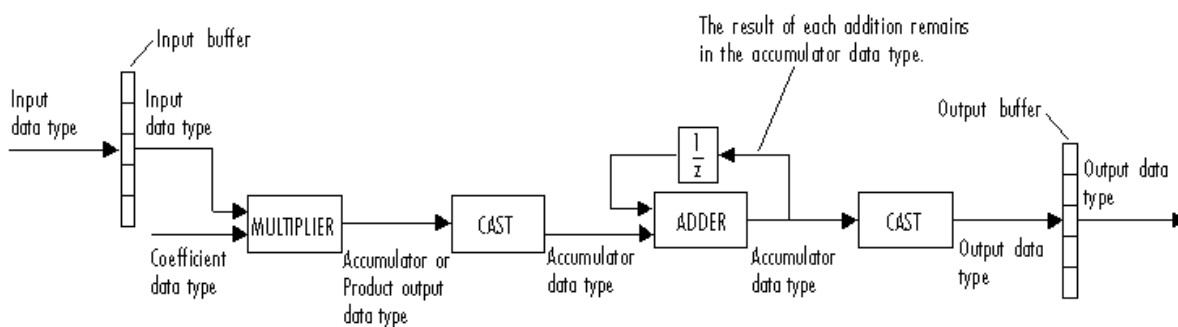 Input buffer
The result of each addition remains
in the accumulator data type.
Input
data type
Input
data type
Output buffer
1
z
Output data
type
MULTIPLIER
CAST
ADDER
CAST
Coefficient
data type
Accumulator or
Product output
data type
Accumulator
data type
Accumulator
data type
Output data
type